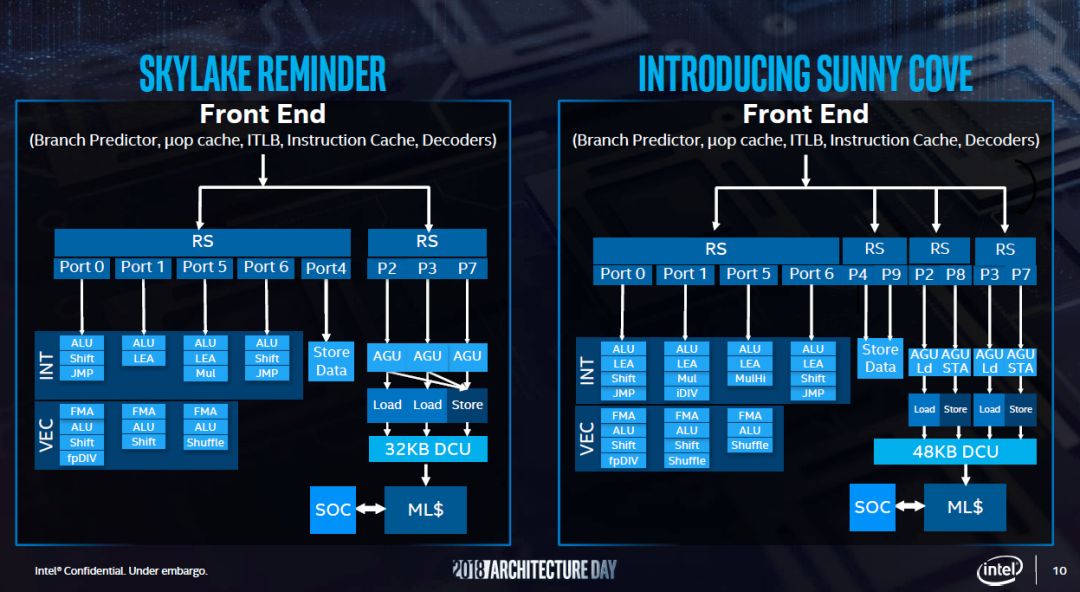 SKYLAKE REMINDER
Front End
(Branch Predictor, μop cache, ITLB, Instruction Cache, Decoders)
RS
RS
Port 0 Port 1 Port 5 Port 6 Port4
P2 P3 P7
INT
ALU
Shift
JMP
ALU
LEA
ALU
LEA
Mul
ALU
Shift
JMP
Store
Data
AGU AGU AGU
Load Load Store
VEC
FMA
ALU
Shift
fpDIV
FMA
ALU
Shift
FMA
ALU
Shuffle
32KB DCU
SOC
ML$
INTRODUCING SUNNY COVE
Front End
(Branch Predictor, μop cache, ITLB, Instruction Cache, Decoders)
RS
RS
RS
RS
Port 0 Port 1 Port 5 Port 6
P4 P9 P2 P8 P3 P7
INT
ALU
LEA
Shift
JMP
ALU
LEA
Mul
iDIV
ALU
LEA
MulHi
ALU
LEA
Shift
JMP
Store
Data
AGU AGU AGU AGU
Ld STA Ld STA
Load Store Load Store
VEC
FMA
ALU
Shift
fpDIV
FMA
ALU
Shift
Shuffle
FMA
ALU
Shuffle
48KB DCU
SOC
ML$
Intel® Confidential. Under embargo.
2018 ARCHITECTURE DAY
intel
10